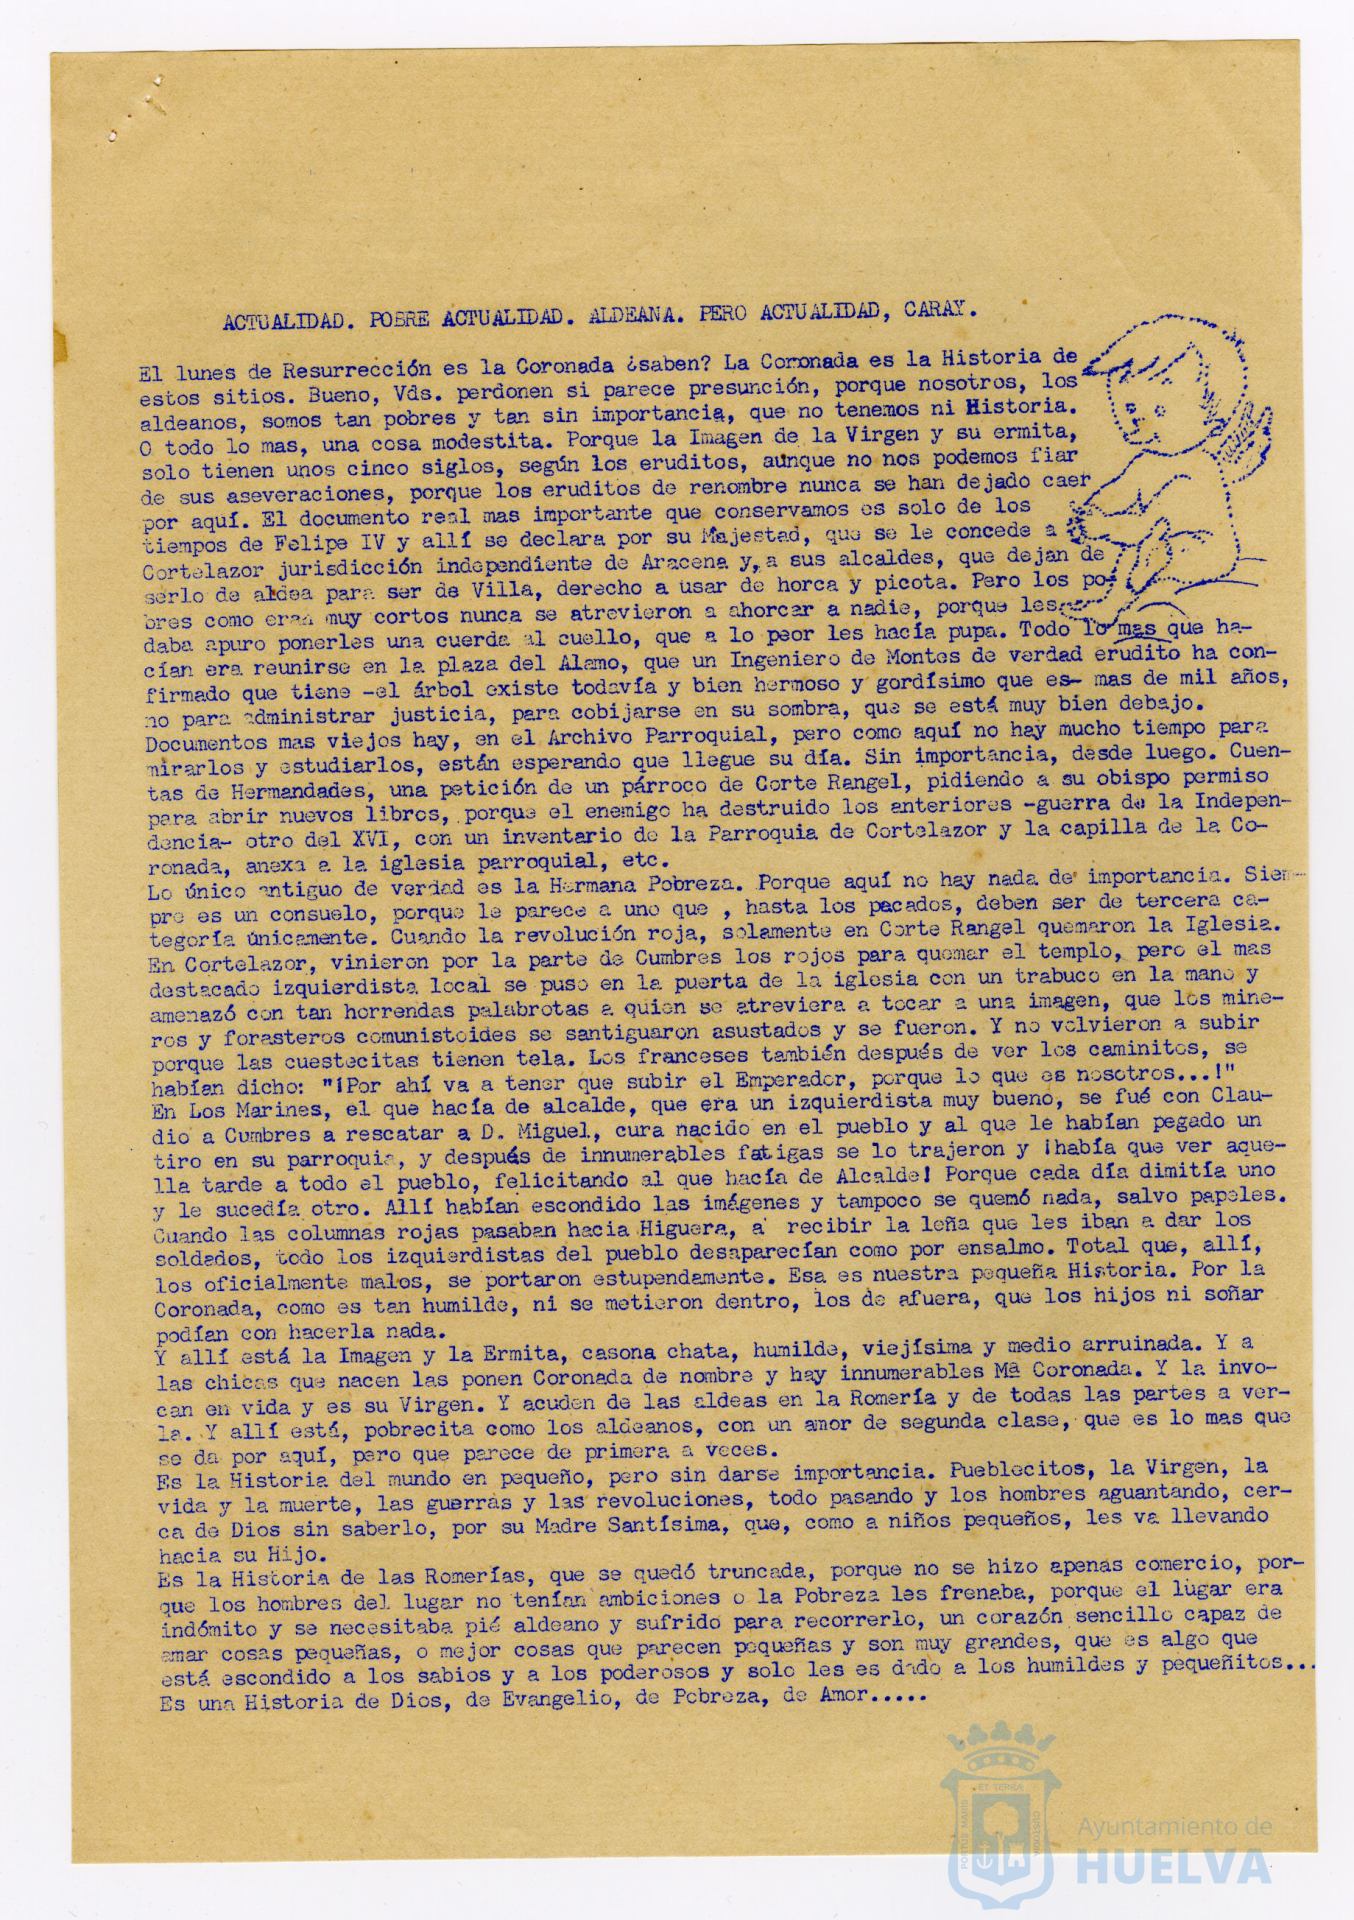 ACTUALIDAD. POBRE ACTUALIDAD. ALDEANA. PERO ACTUALIDAD, CARAY.
El lunes de Resurrección es la Coronada ¿saben? La Coronada es la Historia de
estos sitios. Bueno, Vds. perdonen si parece presunción, porque nosotros, los
aldeanos, somos tan pobres y tan sin importancia, que no tenemos ni Historia.
O todo lo mas, una cosa modestita. Porque la Imagen de la Virgen y su ermita,
solo tienen unos cinco siglos, según los eruditos, aunque no nos podemos fiar
de sus aseveraciones, porque los eruditos de renombre nunca se han dejado caer
por aquí. El documento real mas importante que conservamos es solo de los
tiempos de Felipe IV y allí se declara por su Majestad, que se le concede a
Cortelazor jurisdicción independiente de Aracena y, a sus alcaldes, que dejan de
serlo de aldea para ser de Villa, derecho a usar de horca y picota. Pero los po-
bres como eran muy cortos nunca se atrevieron a ahorcar a nadie, porque les
daba apuro ponerles una cuerda al cuello, que a lo peor les hacía pupa. Todo lo mas que ha-
cían era reunirse en la plaza del Alamo, que un Ingeniero de Montes de verdad erudito ha con-
firmado que tiene -el árbol existe todavía y bien hermoso y gordísimo que es- mas de mil años,
no para administrar justicia, para cobijarse en su sombra, que se está muy bien debajo.
Documentos mas viejos hay, en el Archivo Parroquial, pero como aquí no hay mucho tiempo para
mirarlos y estudiarlos, están esperando que llegue su día. Sin importancia, desde luego. Cuen-
tas de Hermandades, una petición de un párroco de Corte Rangel, pidiendo a su obispo permiso
para abrir nuevos libros, porque el enemigo ha destruido los anteriores -guerra de la Indepen-
dencia- otro del XVI, con un inventario de la Parroquia de Cortelazor y la capilla de la Co-
ronada, anexa a la iglesia parroquial, etc.
Lo único antiguo de verdad es la Hermana Pobreza. Porque aquí no hay nada de importancia. Siem-
pre es un consuelo, porque le parece a uno que , hasta los pecados, deben ser de tercera ca-
tegoría únicamente. Cuando la revolución roja, solamente en Corte Rangel quemaron la Iglesia.
En Cortelazor, vinieron por la parte de Cumbres los rojos para quemar el templo, pero el mas
destacado izquierdista local se puso en la puerta de la iglesia con un trabuco en la mano y
amenazó con tan horrendas palabrotas a quien se atreviera a tocar a una imagen, que los mine-
ros y forasteros comunistoides se santiguaron asustados y se fueron. Y no volvieron a subir
porque las cuestecitas tienen tela. Los franceses también después de ver los caminitos, se
habían dicho: "¡Por ahí va a tener que subir el Emperador, porque lo que es nosotros...!"
En Los Marines, el que hacía de alcalde, que era un izquierdista muy bueno, se fué con Clau-
dio a Cumbres a rescatar a D. Miguel, cura nacido en el pueblo y al que le habían pegado un
tiro en su parroquia, y después de innumerables fatigas se lo trajeron y ¡había que ver aque-
lla tarde a todo el pueblo, felicitando al que hacía de Alcalde! Porque cada día dimitía uno
y le sucedía otro. Allí habían escondido las imágenes y tampoco se quemó nada, salvo papeles.
Cuando las columnas rojas pasaban hacia Higuera, a recibir la leña que les iban a dar los
soldados, todo los izquierdistas del pueblo desaparecían como por ensalmo. Total que, allí,
los oficialmente malos, se portaron estupendamente. Esa es nuestra pequeña Historia. Por la
Coronada, como es tan humilde, ni se metieron dentro, los de afuera, que los hijos ni soñar
podían con hacerla nada.
Y allí está la Imagen y la Ermita, casona chata, humilde, viejísima y medio arruinada. Y a
las chicas que nacen las ponen Coronada de nombre y hay innumerables Mª Coronada. Y la invo-
can en vida y es su Virgen. Y acuden de las aldeas en la Romería y de todas las partes a ver-
la. Y allí está, pobrecita como los aldeanos, con un amor de segunda clase, que es lo mas que
se da por aquí, pero que parece de primera a veces.
Es la Historia del mundo en pequeño, pero sin darse importancia. Pueblecitos, la Virgen, la
vida y la muerte, las guerras y las revoluciones, todo pasando y los hombres aguantando, cer-
ca de Dios sin saberlo, por su Madre Santísima, que, como a niños pequeños, les va llevando
hacia su Hijo.
Es la Historia de las Romerías, que se quedó truncada, porque no se hizo apenas comercio, por-
que los hombres del lugar no tenían ambiciones o la Pobreza les frenaba, porque el lugar era
indómito y se necesitaba pié aldeano y sufrido para recorrerlo, un corazón sencillo capaz de
amar cosas pequeñas, o mejor cosas que parecen pequeñas y son muy grandes, que es algo que
está escondido a los sabios y a los poderosos y solo les es dado a los humildes y pequeñitos...
Es una Historia de Dios, de Evangelio, de Pobreza, de Amor.....
PORTUS MARIS
ET TERRÆ
CUSTODIA
Ayuntamiento de
HUELVA